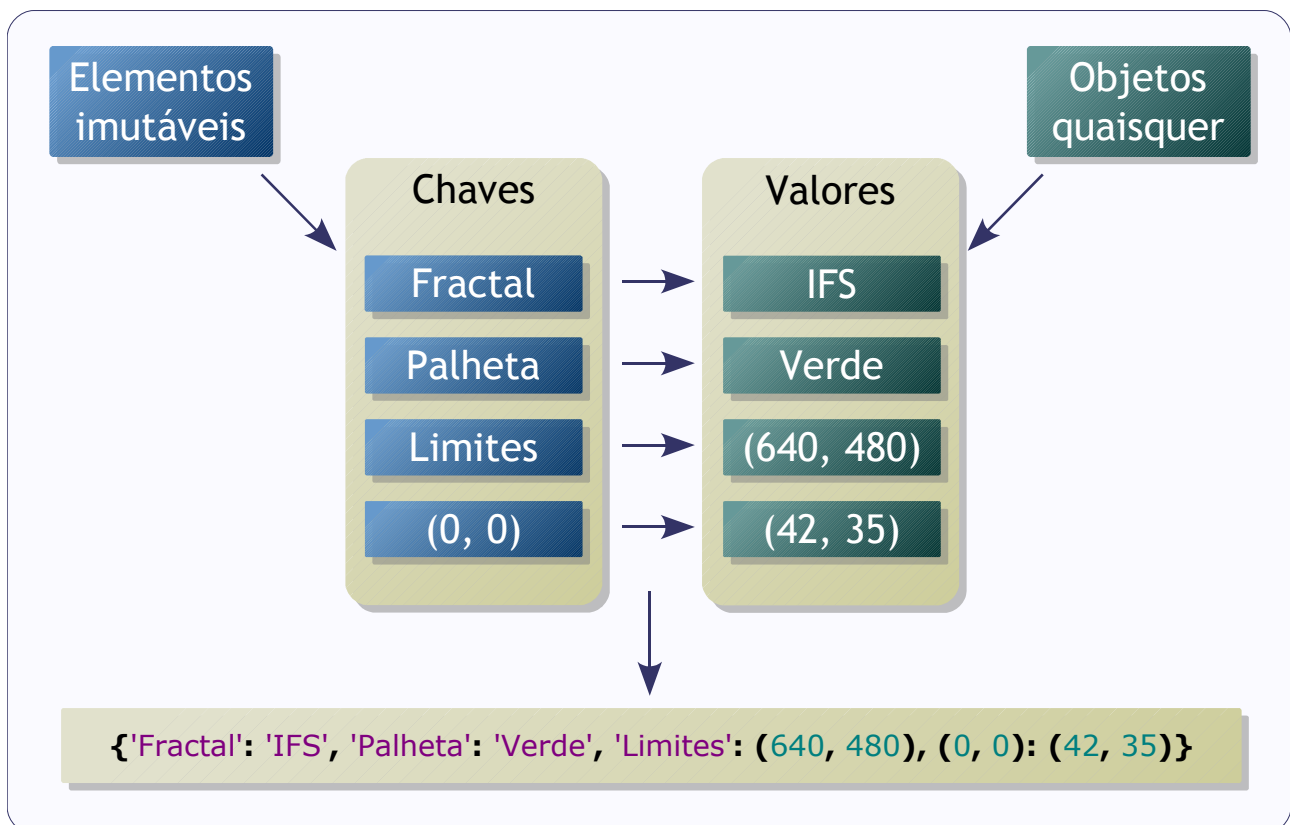 Elementos
imutáveis
Objetos
quaisquer
Chaves
Valores
Fractal
IFS
Palheta
Verde
Limites
(640, 480)
(0, 0)
(42, 35)
{'Fractal': 'IFS', 'Palheta': 'Verde', 'Limites': (640, 480), (0, 0): (42, 35)}